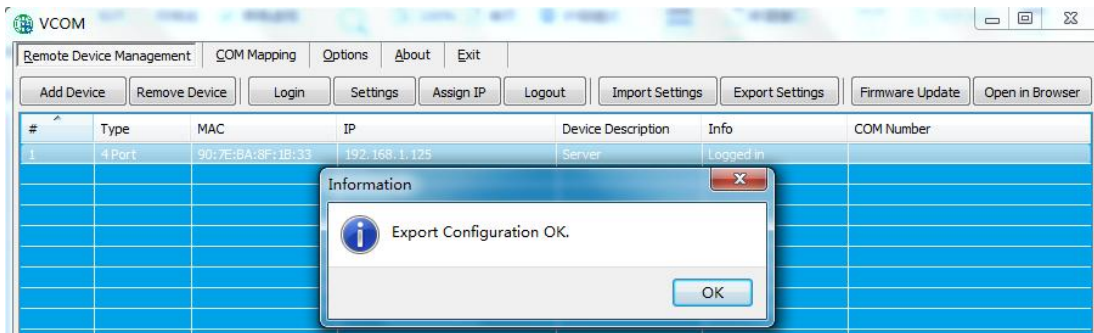 VCOM
Remote Device Management COM Mapping Options About Exit
Add Device Remove Device Login Settings Assign IP Logout Import Settings Export Settings Firmware Update Open in Browser
# Type MAC IP Device Description Info COM Number
1 4 Port 90:7E:BA:8F:1B:33 192.168.1.125 Server Logged in
Information
Export Configuration OK.
OK